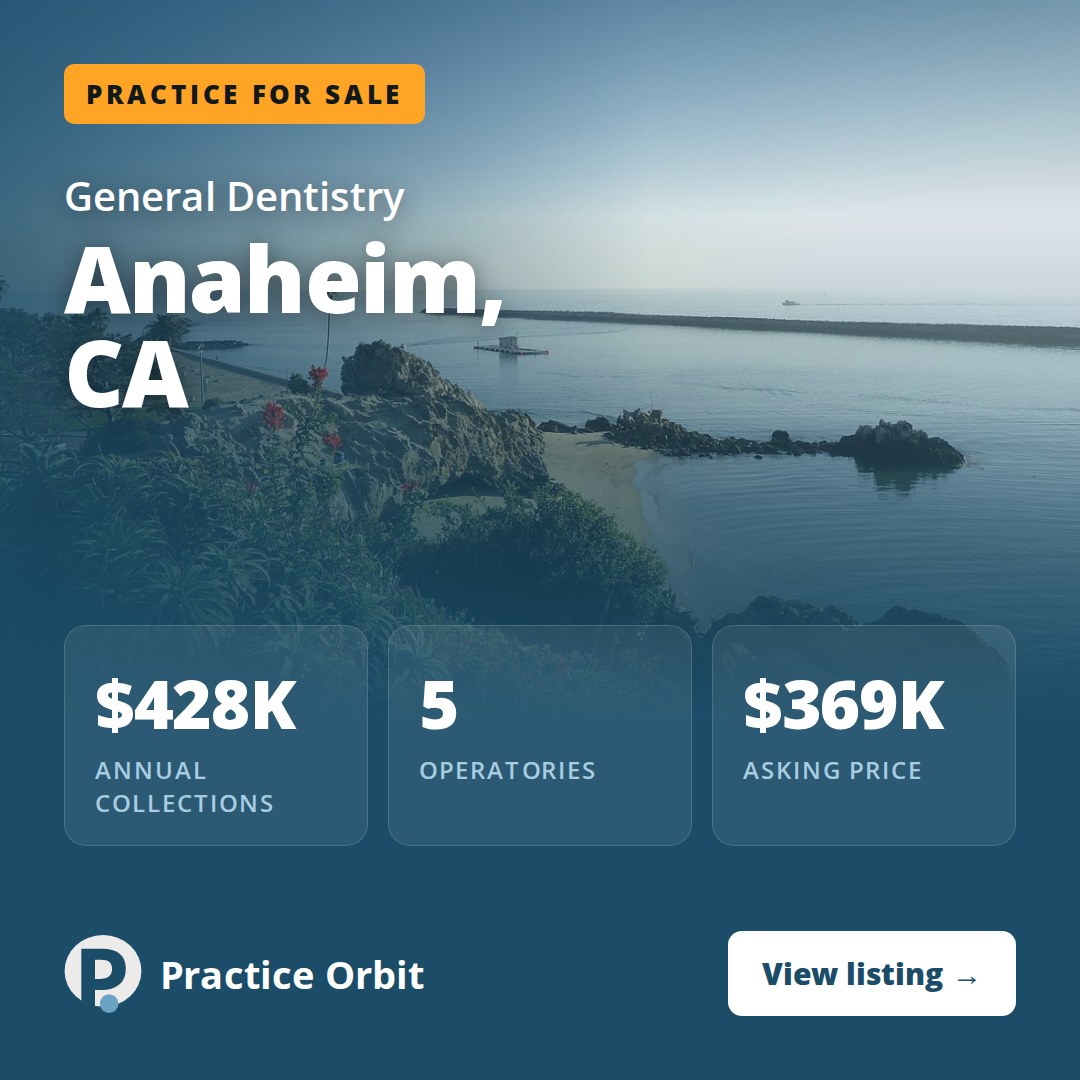 PRACTICE FOR SALE
General Dentistry
Anaheim,
CA
$428K
ANNUAL
COLLECTIONS
5
OPERATORIES
$369K
ASKING PRICE
Practice Orbit
View listing →